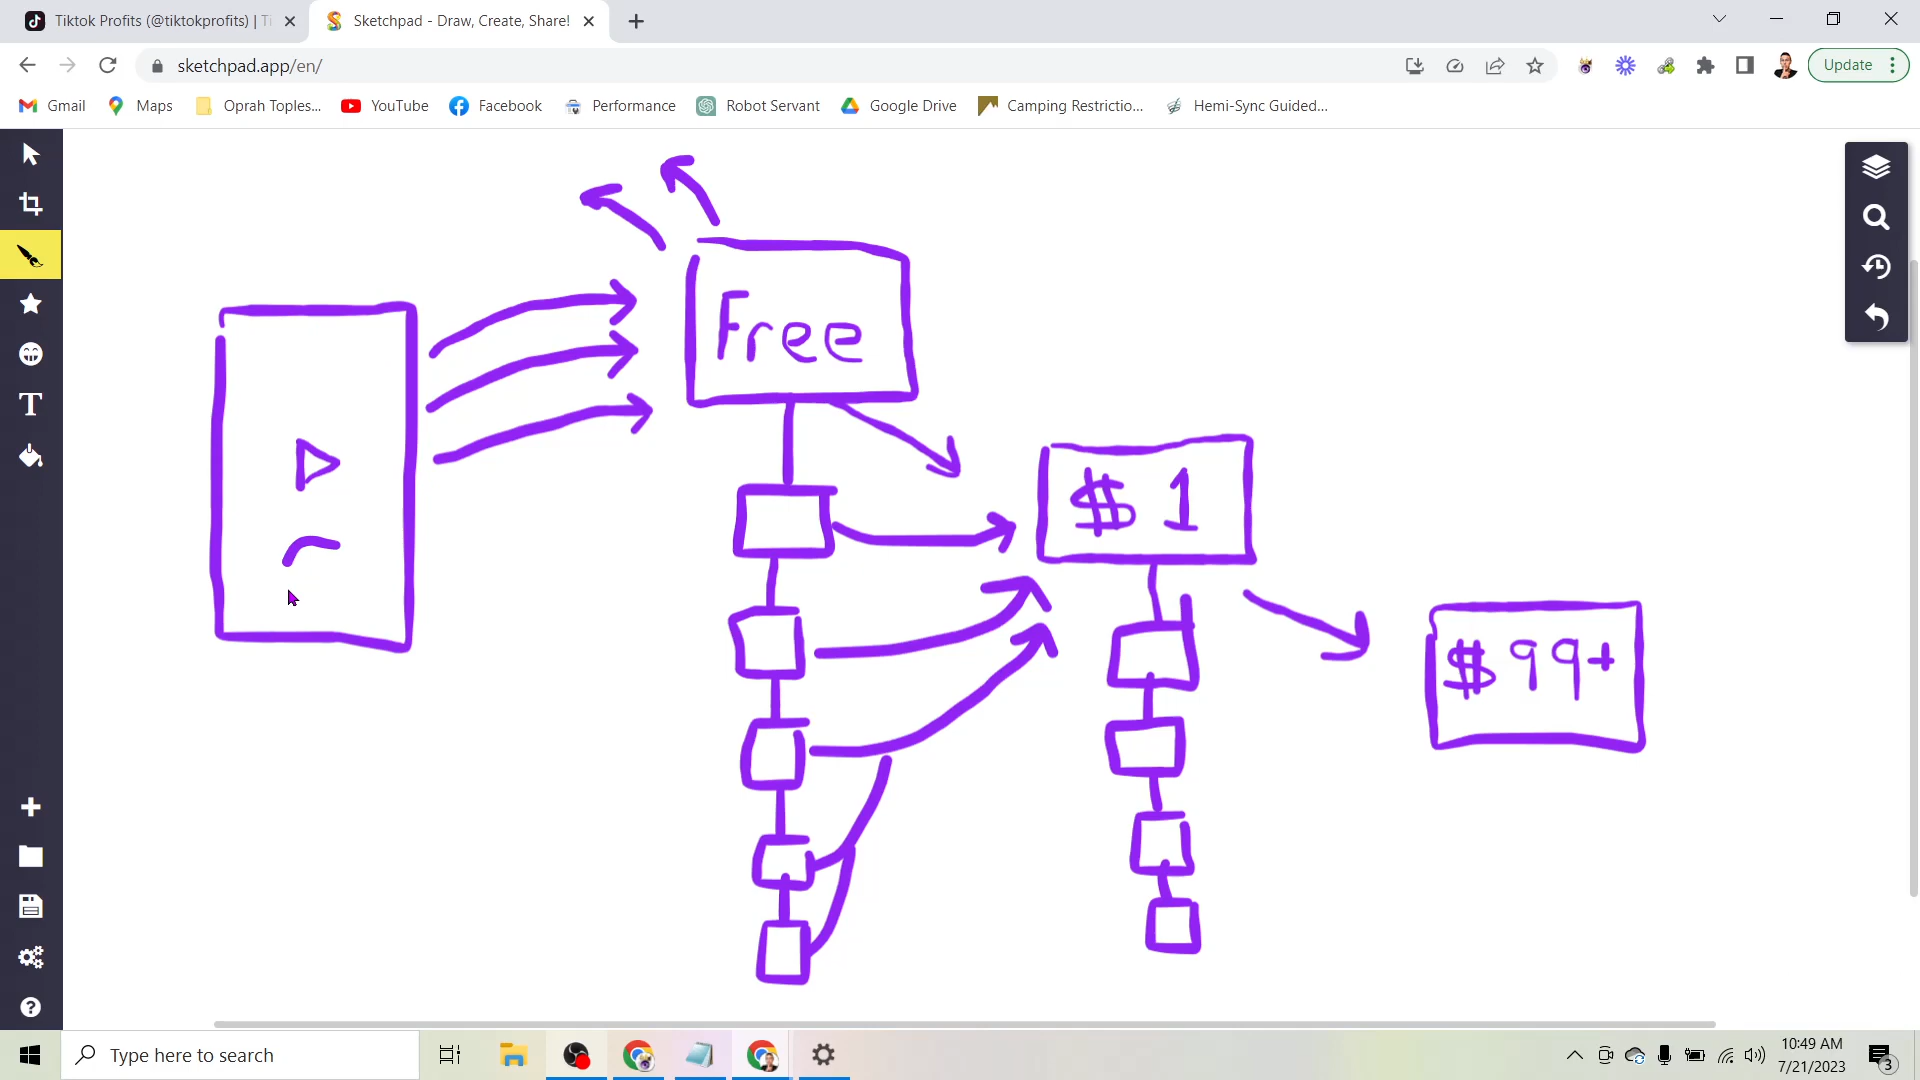 Tiktok Profits (@tiktokprofits) | Ti
Sketchpad - Draw, Create, Share!
sketchpad.app/en/
Update
Gmail
Maps
Oprah Toples...
YouTube
Facebook
Performance
Robot Servant
Google Drive
Camping Restrictio...
Hemi-Sync Guided...
T
Free
$ 1
$ 99+
Type here to search
10:49 AM
7/21/2023
3